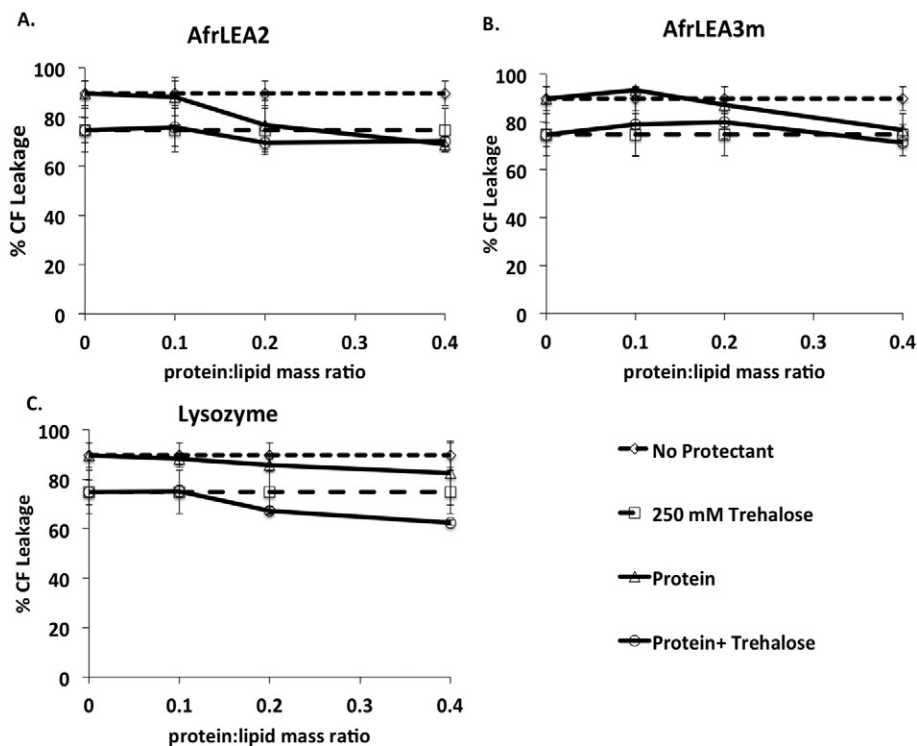 A.
AfrLEA2
100
80
60
40
20
0
% CF Leakage
0 0.1 0.2 0.3 0.4
protein:lipid mass ratio
B.
AfrLEA3m
100
80
60
40
20
0
% CF Leakage
0 0.1 0.2 0.3 0.4
protein:lipid mass ratio
C.
Lysozyme
100
80
60
40
20
0
% CF Leakage
0 0.1 0.2 0.3 0.4
protein:lipid mass ratio
No Protectant
250 mM Trehalose
Protein
Protein+ Trehalose